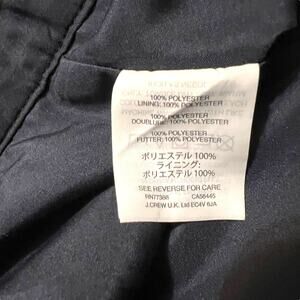 100% POLYESTER
LINING: 100% POLYESTER
100% POLYESTER
DOUBLURE: 100% POLYESTER
100% POLYESTER
FUTTER: 100% POLYESTER
ポリエステル 100%
ライニング:
ポリエステル 100%
SEE REVERSE FOR CARE
RN77388 CA56445
J.CREW U.K. Ltd EC4V 6JA